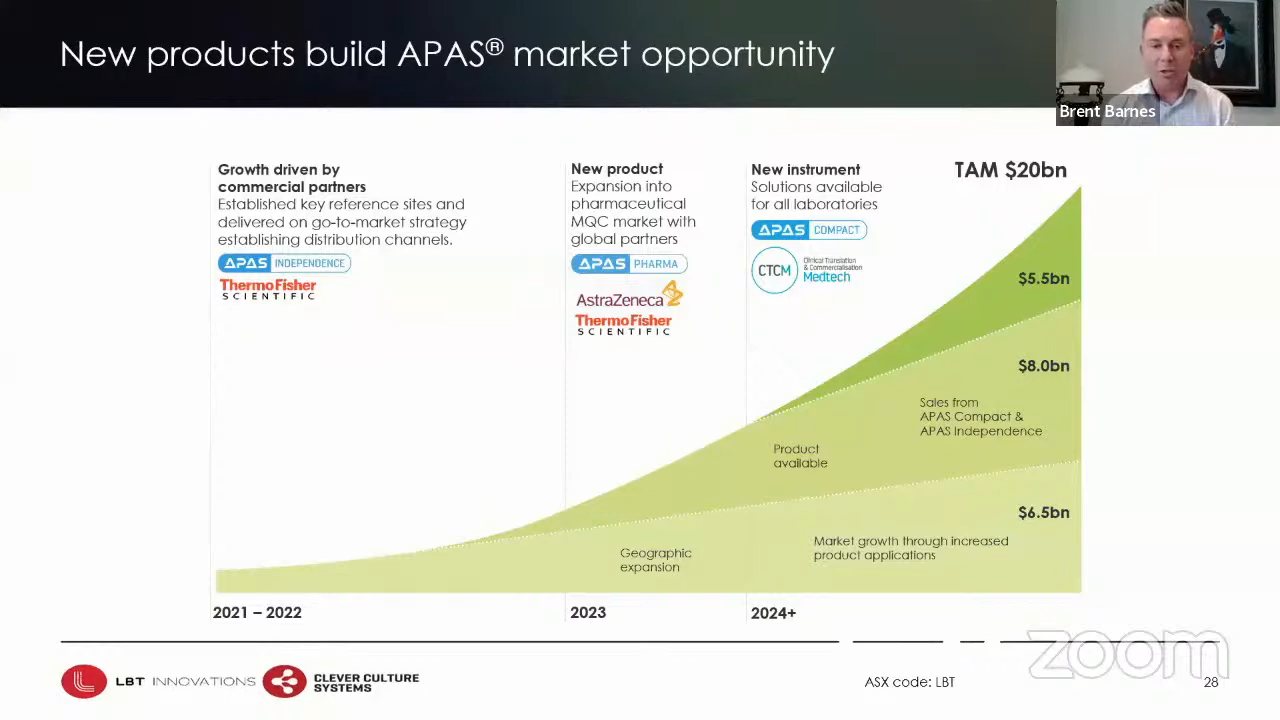 New products build APAS® market opportunity
Brent Barnes
Growth driven by
commercial partners
Established key reference sites and
delivered on go-to-market strategy
establishing distribution channels.
APAS INDEPENDENCE
ThermoFisher
SCIENTIFIC
New product
Expansion into
pharmaceutical
MQC market with
global partners
APAS PHARMA
AstraZeneca
ThermoFisher
SCIENTIFIC
New instrument
Solutions available
for all laboratories
APAS COMPACT
CTCM
Clinical Translation
& Commercialisation
Medtech
TAM $20bn
$5.5bn
$8.0bn
Sales from
APAS Compact &
APAS Independence
Product
available
$6.5bn
Market growth through increased
product applications
Geographic
expansion
2021 – 2022
2023
2024+
zoom
LBT INNOVATIONS
CLEVER CULTURE
SYSTEMS
ASX code: LBT
28